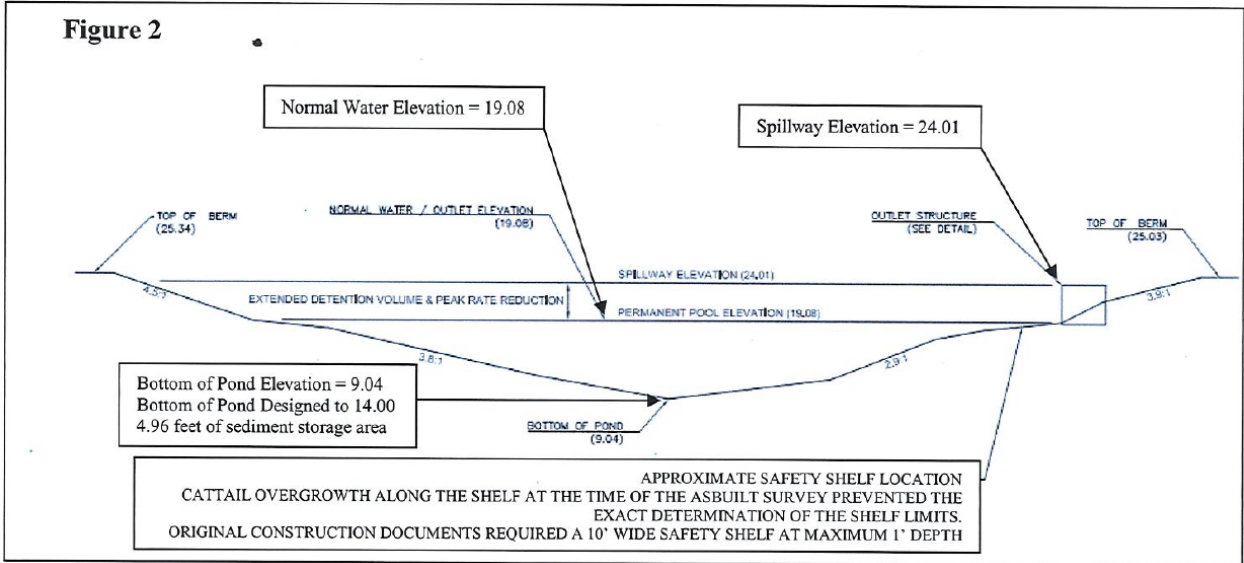 Figure 2
Normal Water Elevation = 19.08
Spillway Elevation = 24.01
TOP OF BERM
(25.34)
NORMAL WATER / OUTLET ELEVATION
(19.08)
OUTLET STRUCTURE
(SEE DETAIL)
TOP OF BERM
(25.03)
SPILLWAY ELEVATION (24.01)
4.5:1
EXTENDED DETENTION VOLUME & PEAK RATE REDUCTION
3.9:1
PERMANENT POOL ELEVATION (19.08)
3.8:1
2.9:1
Bottom of Pond Elevation = 9.04
Bottom of Pond Designed to 14.00
4.96 feet of sediment storage area
BOTTOM OF POND
(9.04)
APPROXIMATE SAFETY SHELF LOCATION
CATTAIL OVERGROWTH ALONG THE SHELF AT THE TIME OF THE ASBUILT SURVEY PREVENTED THE
EXACT DETERMINATION OF THE SHELF LIMITS.
ORIGINAL CONSTRUCTION DOCUMENTS REQUIRED A 10' WIDE SAFETY SHELF AT MAXIMUM 1' DEPTH